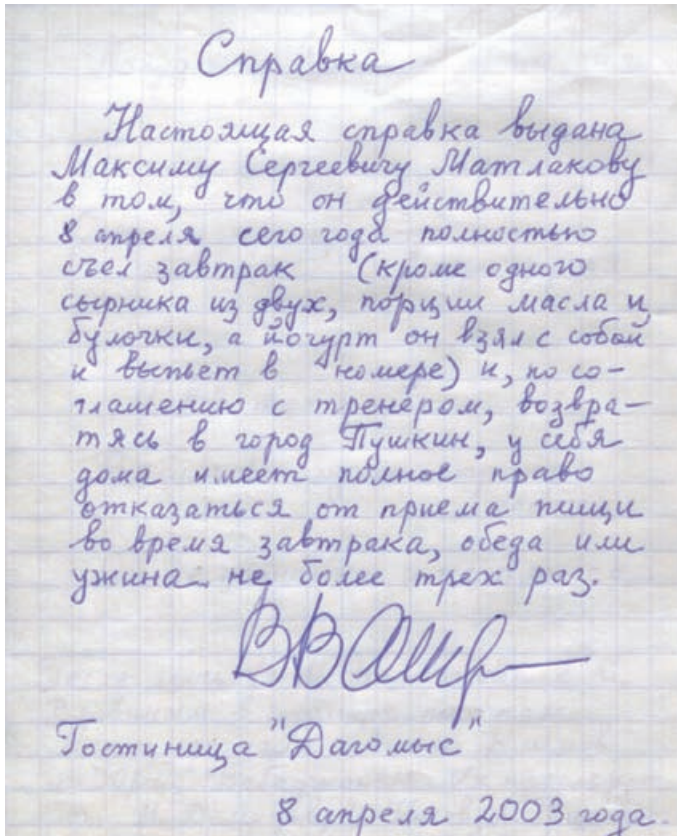 Справка
Настоящая справка выдана
Максиму Сергеевичу Матлакову
в том, что он действительно
8 апреля сего года полностью
съел завтрак (кроме одного
сырника из двух, порции масла и
булочки, а йогурт он взял с собой
и выпьет в номере) и, по со-
глашению с тренером, возвра-
тясь в город Пушкин, у себя
дома имеет полное право
отказаться от приема пищи
во время завтрака, обеда или
ужина не более трех раз.
Гостиница "Дагомыс"
8 апреля 2003 года.